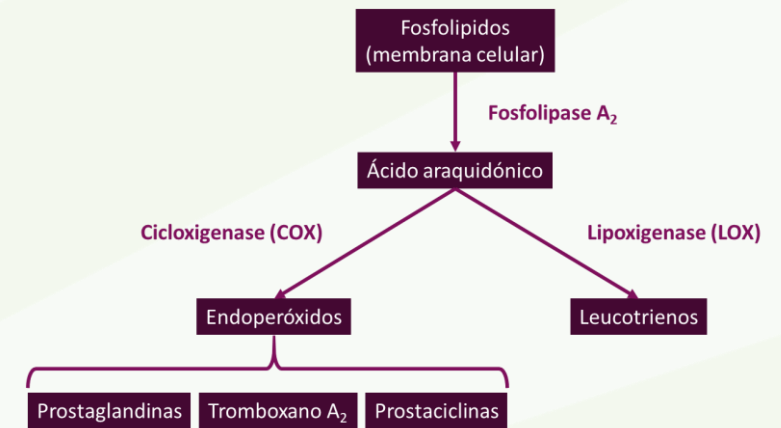 Fosfolipidos
(membrana celular)
Fosfolipase A₂
Ácido araquidónico
Cicloxigenase (COX)
Lipoxigenase (LOX)
Endoperóxidos
Leucotrienos
Prostaglandinas
Tromboxano A₂
Prostaciclinas